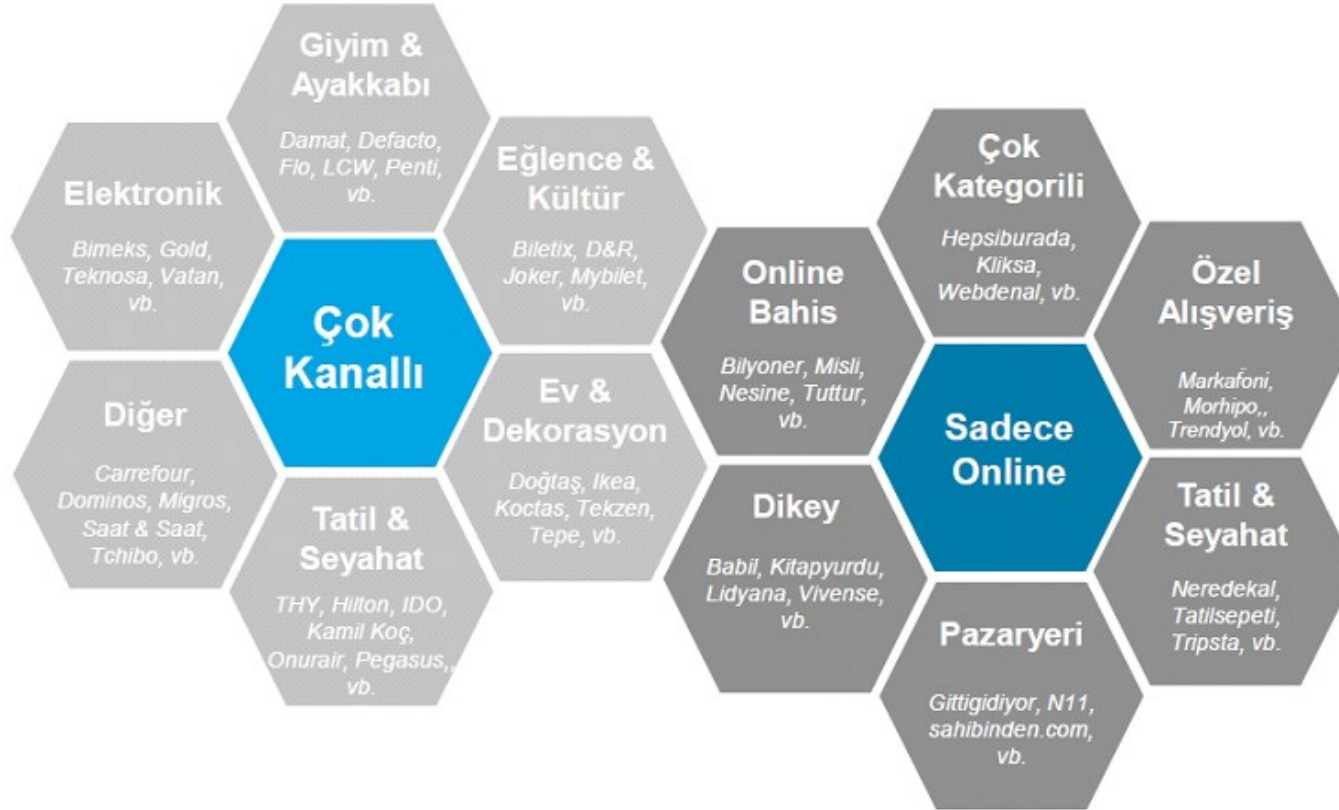 Giyim &
Ayakkabı
Damat, Defacto,
Flo, LCW, Penti,
vb.
Elektronik
Bimeks, Gold,
Teknosa, Vatan,
vb.
Eğlence &
Kültür
Biletix, D&R,
Joker, Mybilet,
vb.
Çok
Kanallı
Diğer
Carrefour,
Dominos, Migros,
Saat & Saat,
Tchibo, vb.
Ev &
Dekorasyon
Doğtaş, Ikea,
Koctas, Tekzen,
Tepe, vb.
Tatil &
Seyahat
THY, Hilton, IDO,
Kamil Koç,
Onurair, Pegasus,,
vb.
Çok
Kategorili
Hepsiburada,
Kliksa,
Webdenal, vb.
Online
Bahis
Bilyoner, Misli,
Nesine, Tuttur,
vb.
Özel
Alışveriş
Markafoni,
Morhipo,,
Trendyol, vb.
Sadece
Online
Dikey
Babil, Kitapyurdu,
Lidyana, Vivense,
vb.
Tatil &
Seyahat
Neredekal,
Tatilsepeti,
Tripsta, vb.
Pazaryeri
Gittigidiyor, N11,
sahibinden.com,
vb.